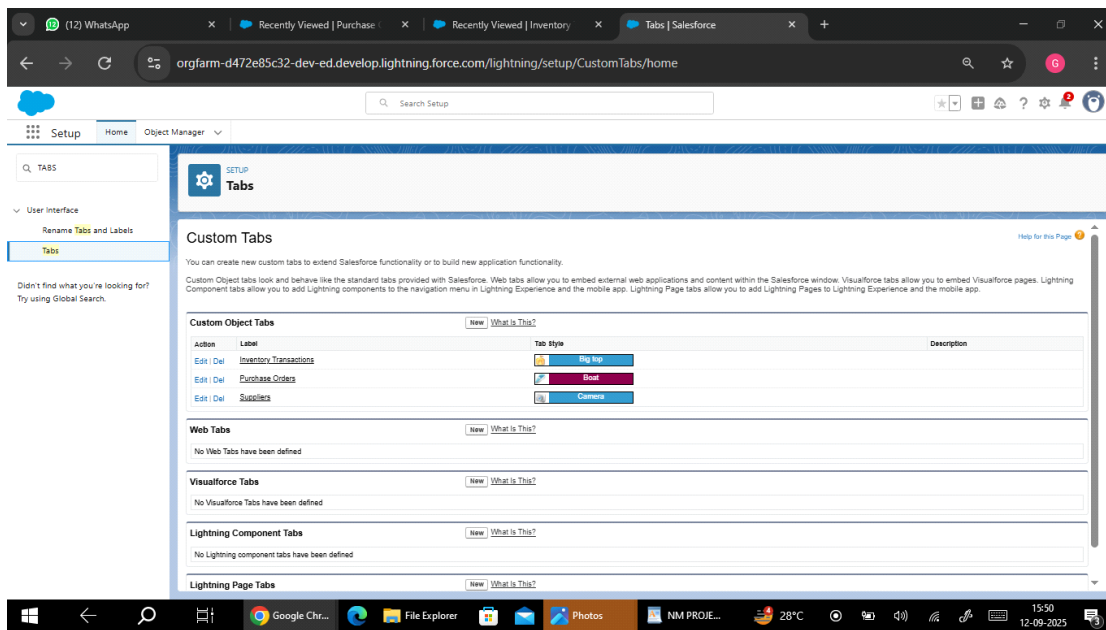 (12) WhatsApp
Recently Viewed | Purchase
Recently Viewed | Inventory
Tabs | Salesforce
orgfarm-d472e85c32-dev-ed.develop.lightning.force.com/lightning/setup/CustomTabs/home
G
Search Setup
2
Setup
Home
Object Manager
TABS
SETUP
Tabs
User Interface
Rename Tabs and Labels
Tabs
Didn't find what you're looking for?
Try using Global Search.
Custom Tabs
Help for this Page
You can create new custom tabs to extend Salesforce functionality or to build new application functionality.
Custom Object tabs look and behave like the standard tabs provided with Salesforce. Web tabs allow you to embed external web applications and content within the Salesforce window. Visualforce tabs allow you to embed Visualforce pages. Lightning
Component tabs allow you to add Lightning components to the navigation menu in Lightning Experience and the mobile app. Lightning Page tabs allow you to add Lightning Pages to Lightning Experience and the mobile app.
Custom Object Tabs New What Is This?
Action Label Tab Style Description
Edit | Del Inventory Transactions Big top
Edit | Del Purchase Orders Boat
Edit | Del Suppliers Camera
Web Tabs New What Is This?
No Web Tabs have been defined
Visualforce Tabs New What Is This?
No Visualforce Tabs have been defined
Lightning Component Tabs New What Is This?
No Lightning component tabs have been defined
Lightning Page Tabs New What Is This?
Google Chr...
File Explorer
Photos
NM PROJE...
4
28°C
15:50
12-09-2025
3